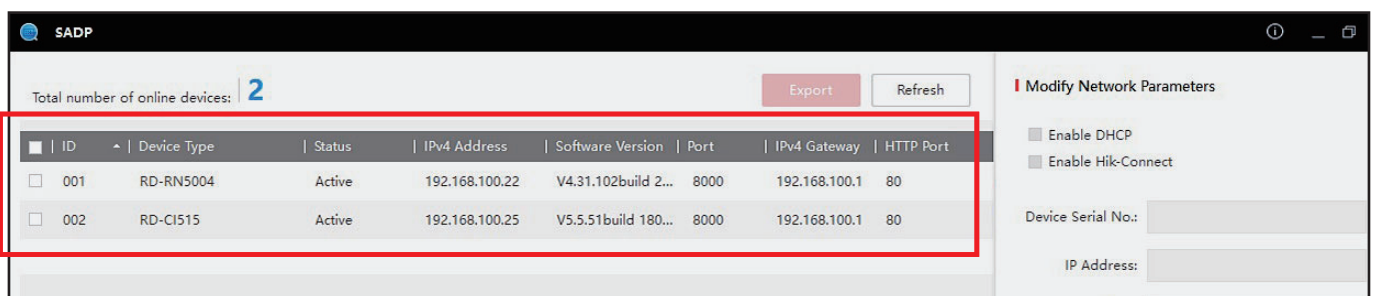 SADP
Total number of online devices: 2
Export
Refresh
ID | Device Type | Status | IPv4 Address | Software Version | Port | IPv4 Gateway | HTTP Port
001 RD-RN5004 Active 192.168.100.22 V4.31.102build 2... 8000 192.168.100.1 80
002 RD-CI515 Active 192.168.100.25 V5.5.51build 180... 8000 192.168.100.1 80
Modify Network Parameters
Enable DHCP
Enable Hik-Connect
Device Serial No.:
IP Address: